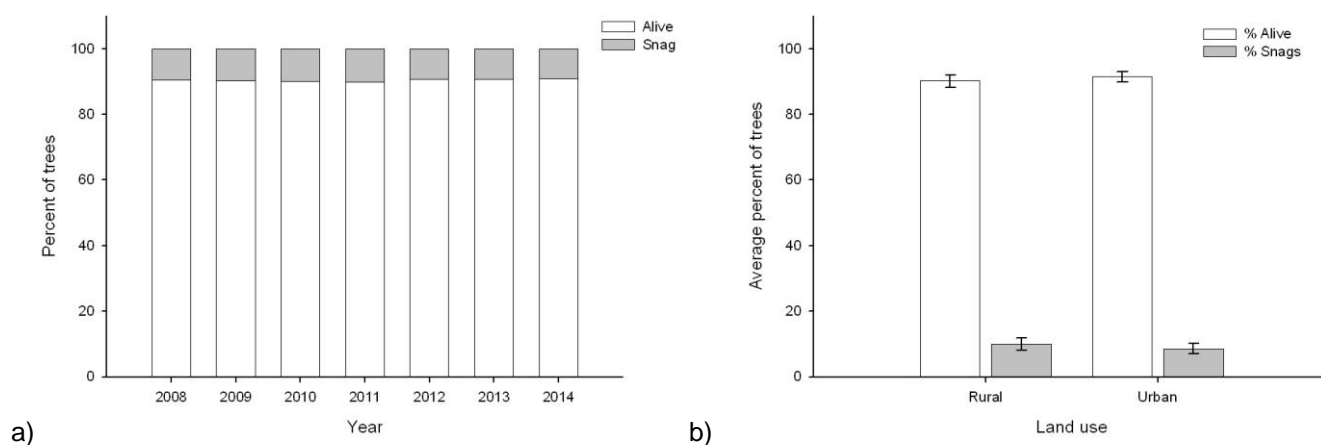 Alive
Snag
100
80
60
40
20
0
Percent of trees
2008 2009 2010 2011 2012 2013 2014
Year
a)
% Alive
% Snags
100
80
60
40
20
0
Average percent of trees
Rural Urban
Land use
b)